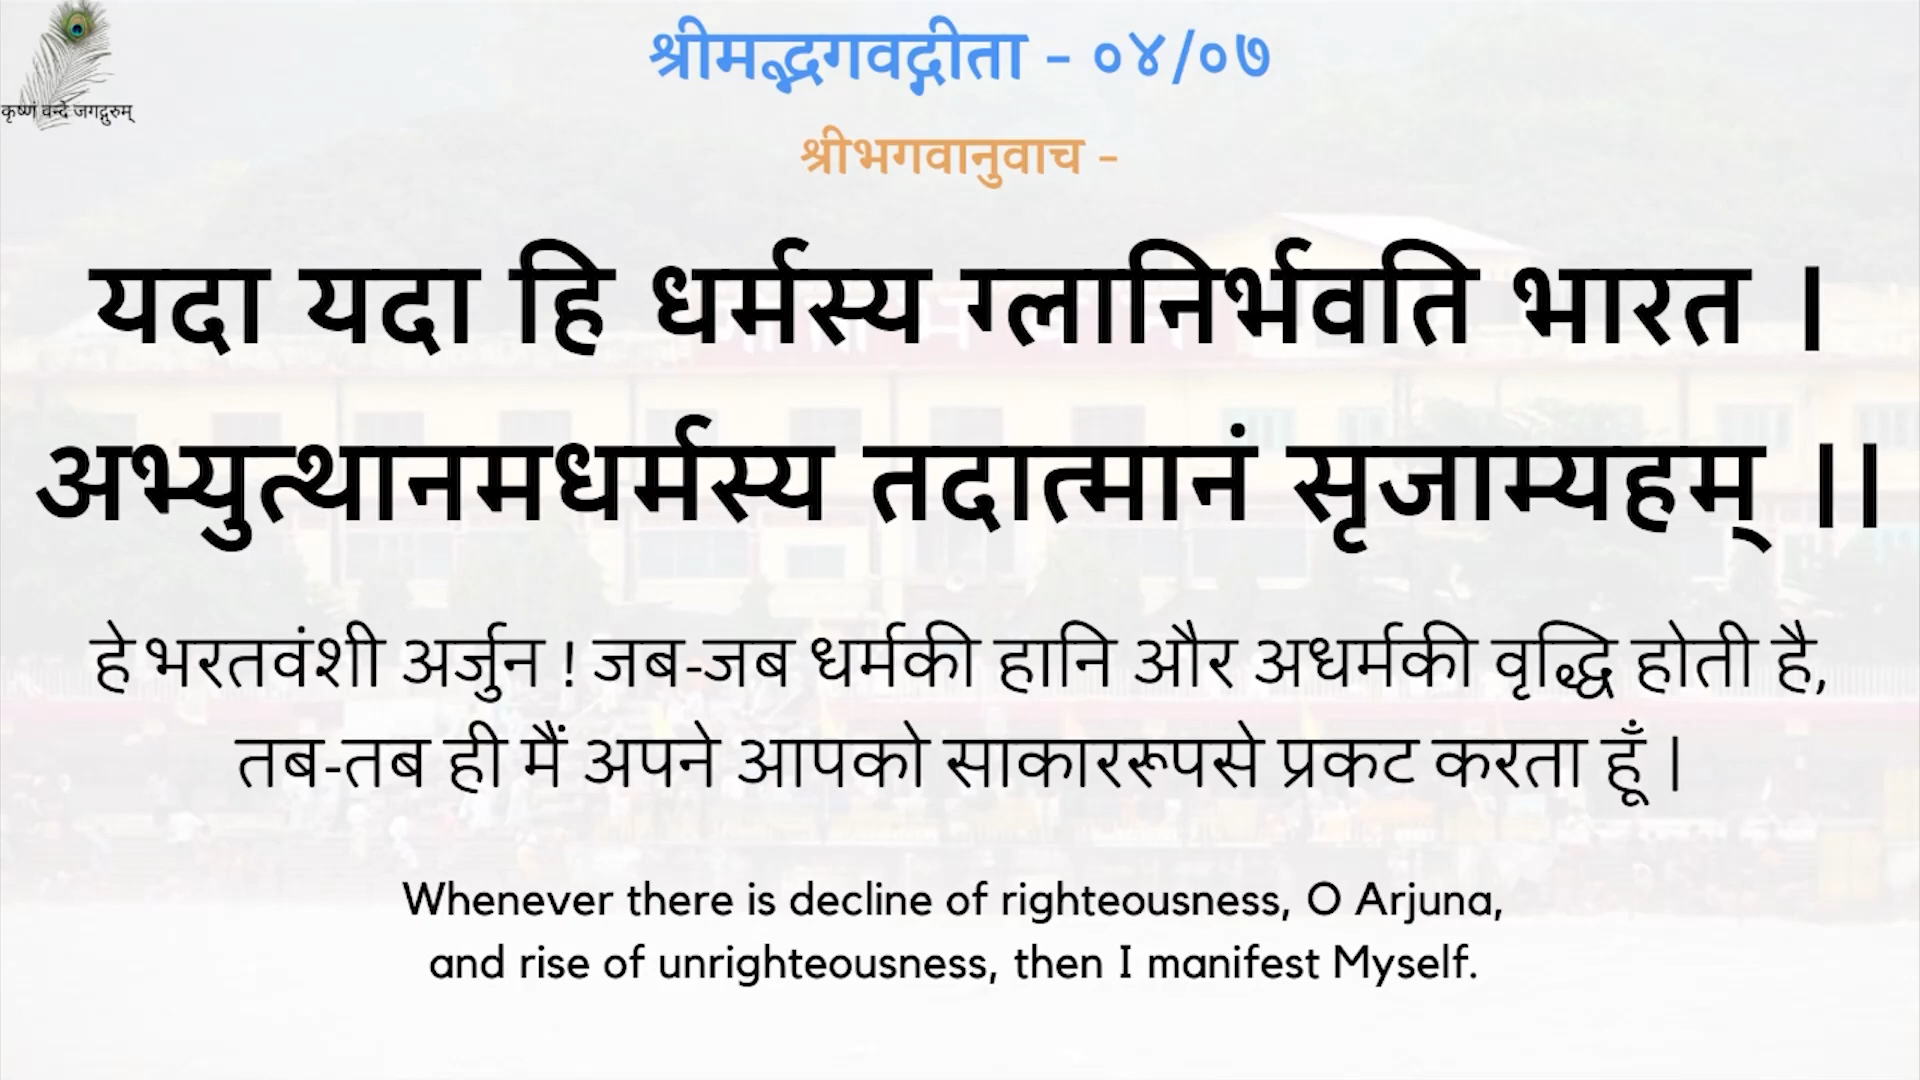 श्रीमद्भगवद्गीता - ०४/०७
कृष्णं वन्दे जगद्गुरुम्
श्रीभगवानुवाच -
यदा यदा हि धर्मस्य ग्लानिर्भवति भारत ।
अभ्युत्थानमधर्मस्य तदात्मानं सृजाम्यहम् ।।
हे भरतवंशी अर्जुन ! जब-जब धर्मकी हानि और अधर्मकी वृद्धि होती है,
तब-तब ही मैं अपने आपको साकाररूपसे प्रकट करता हूँ |
Whenever there is decline of righteousness, O Arjuna,
and rise of unrighteousness, then I manifest Myself.